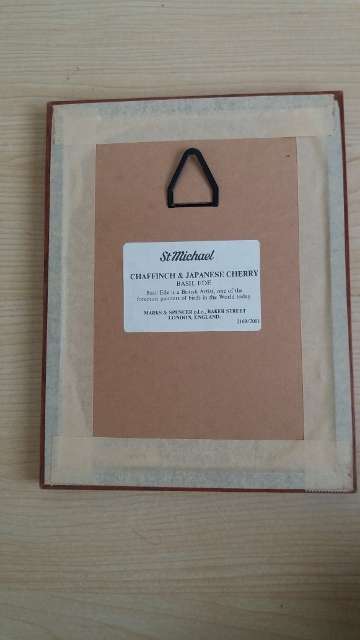 St Michael
CHAFFINCH & JAPANESE CHERRY
BASIL EDE
Basil Ede is a British Artist, one of the
foremost painters of birds in the World today.
MARKS & SPENCER p.l.c., BAKER STREET
LONDON, ENGLAND.